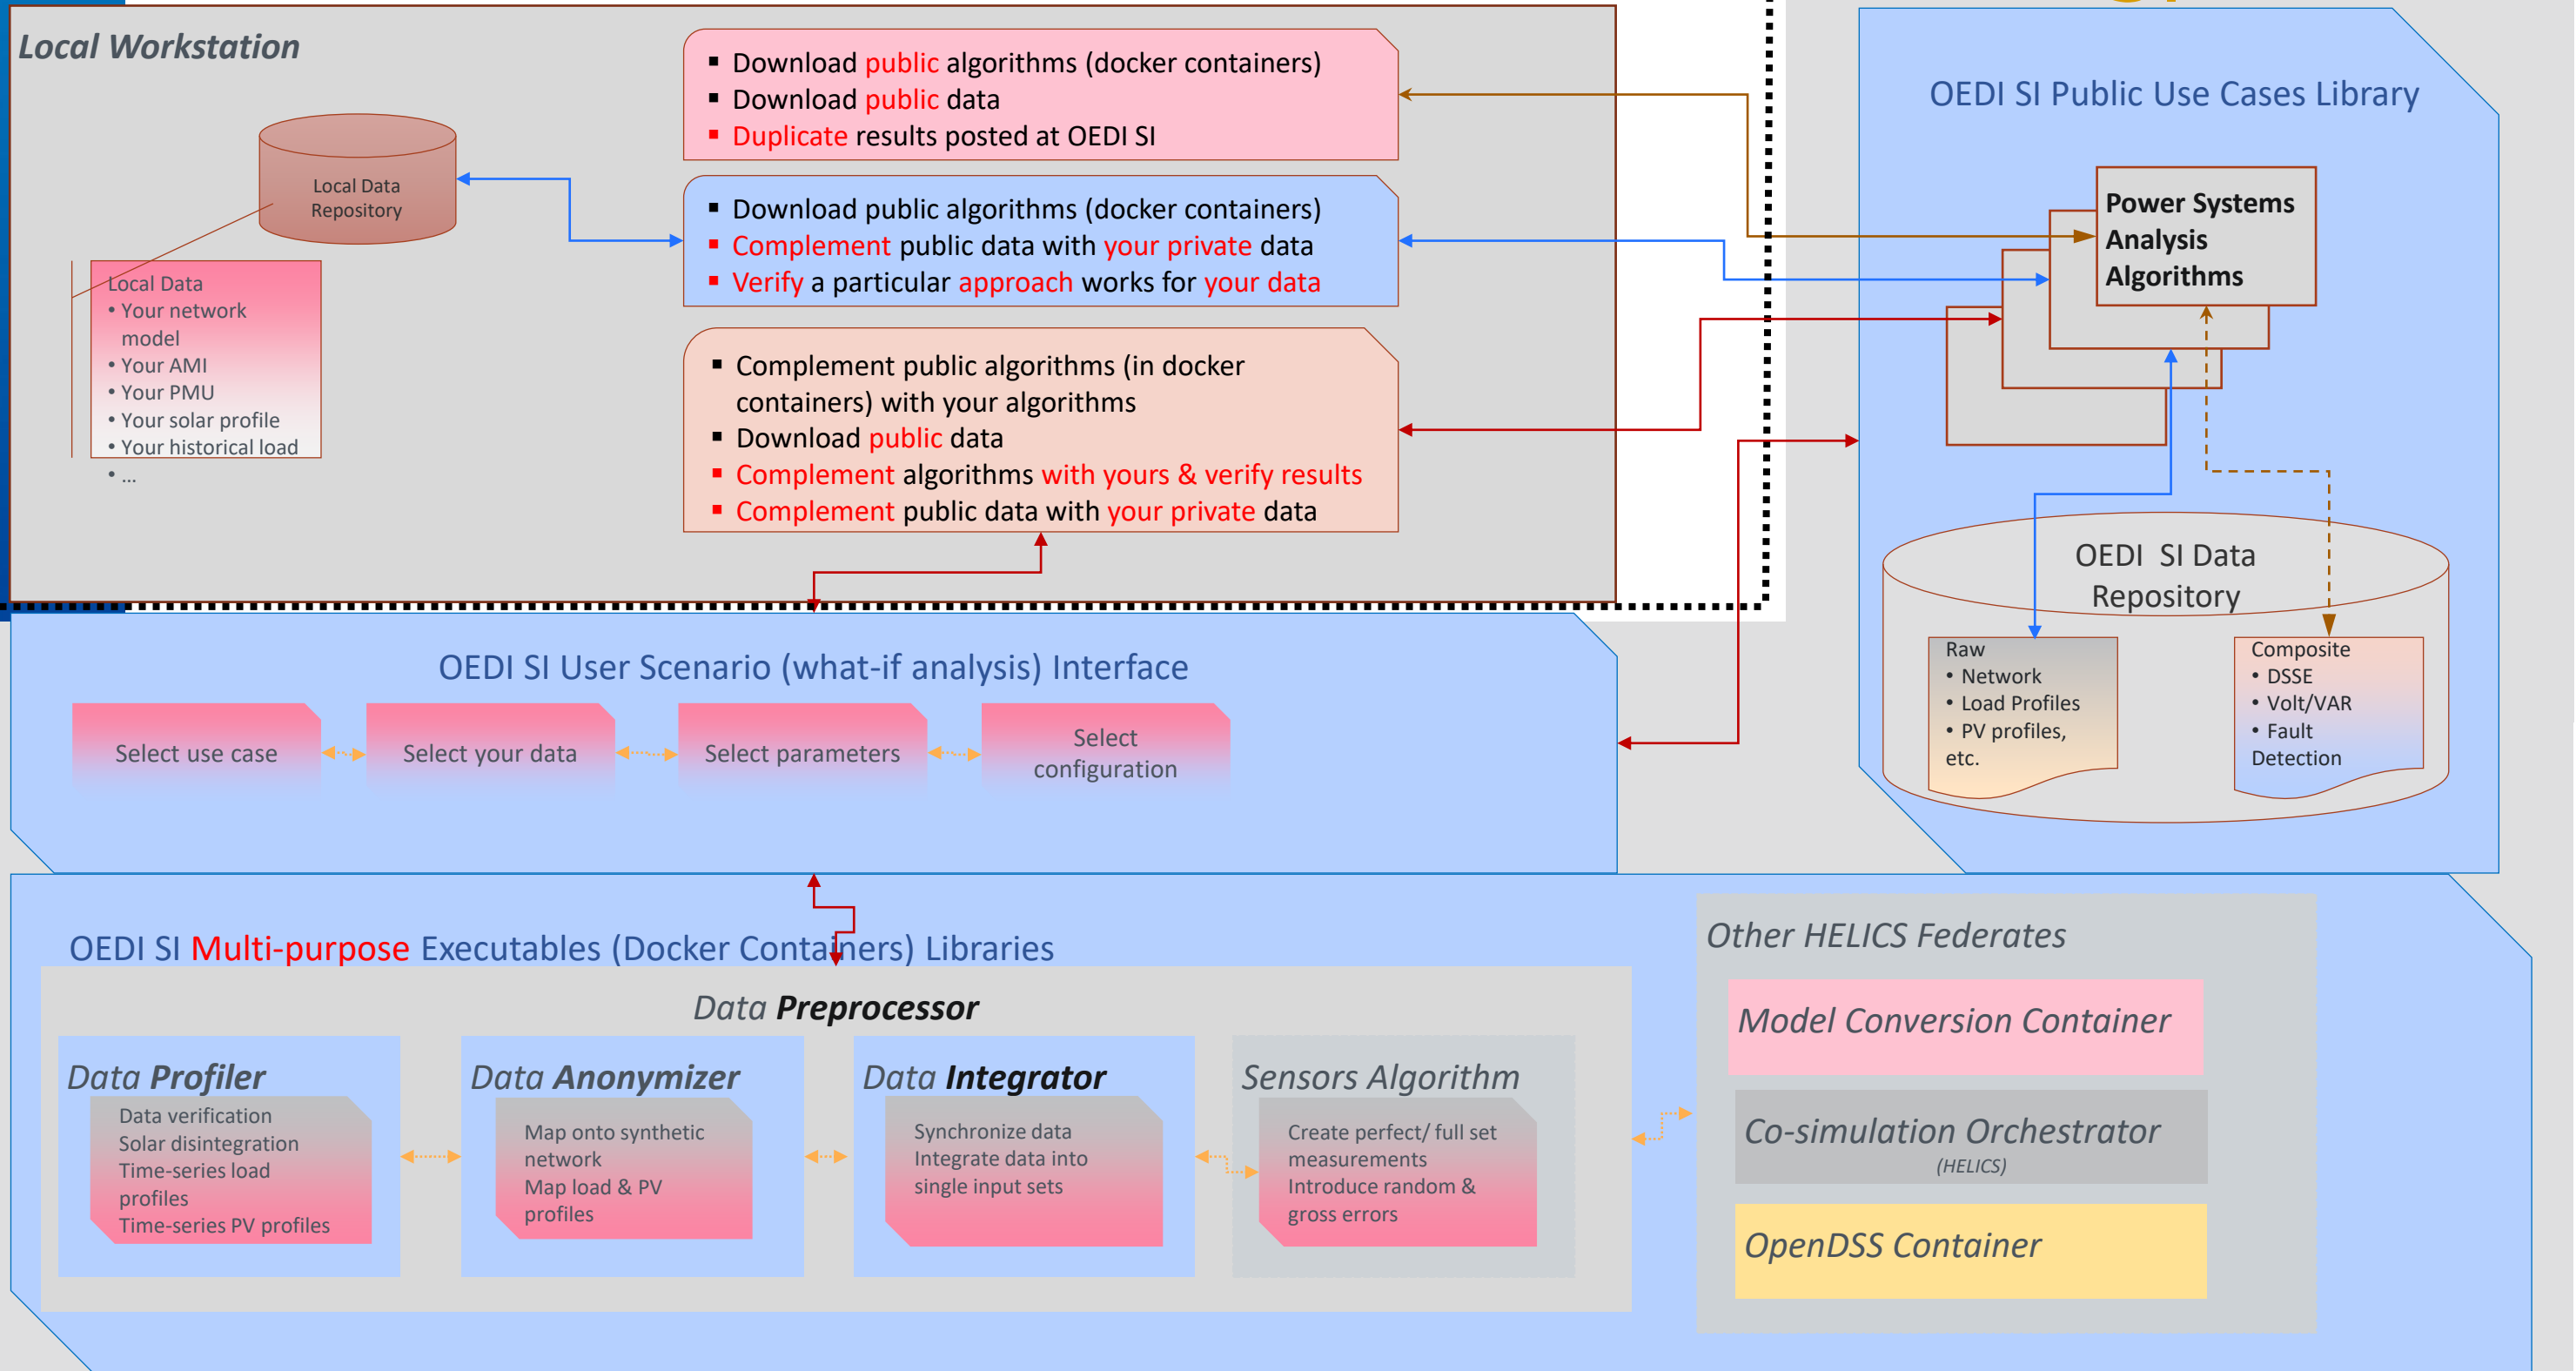 Local Workstation
▪ Download public algorithms (docker containers)
▪ Download public data
▪ Duplicate results posted at OEDI SI
Local Data
Repository
▪ Download public algorithms (docker containers)
▪ Complement public data with your private data
▪ Verify a particular approach works for your data
Local Data
• Your network
model
• Your AMI
• Your PMU
• Your solar profile
• Your historical load
• ...
▪ Complement public algorithms (in docker
containers) with your algorithms
▪ Download public data
▪ Complement algorithms with yours & verify results
▪ Complement public data with your private data
OEDI SI Public Use Cases Library
Power Systems
Analysis
Algorithms
OEDI SI Data
Repository
Raw
• Network
• Load Profiles
• PV profiles,
etc.
Composite
• DSSE
• Volt/VAR
• Fault
Detection
OEDI SI User Scenario (what-if analysis) Interface
Select use case
Select your data
Select parameters
Select
configuration
OEDI SI Multi-purpose Executables (Docker Containers) Libraries
Data Preprocessor
Data Profiler
Data verification
Solar disintegration
Time-series load
profiles
Time-series PV profiles
Data Anonymizer
Map onto synthetic
network
Map load & PV
profiles
Data Integrator
Synchronize data
Integrate data into
single input sets
Sensors Algorithm
Create perfect/ full set
measurements
Introduce random &
gross errors
Other HELICS Federates
Model Conversion Container
Co-simulation Orchestrator
(HELICS)
OpenDSS Container